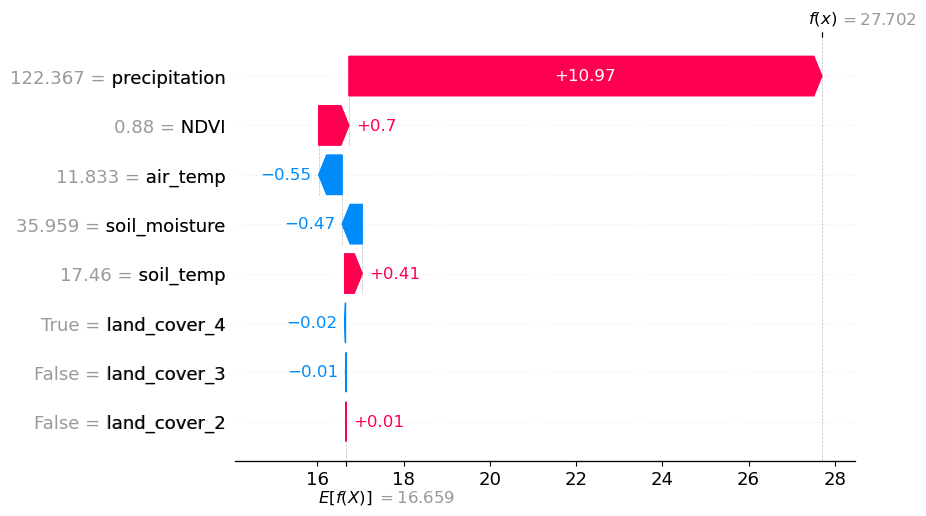 f(x) = 27.702
122.367 = precipitation +10.97
0.88 = NDVI +0.7
11.833 = air_temp −0.55
35.959 = soil_moisture −0.47
17.46 = soil_temp +0.41
True = land_cover_4 −0.02
False = land_cover_3 −0.01
False = land_cover_2 +0.01
16 18 20 22 24 26 28
E[f(X)] = 16.659